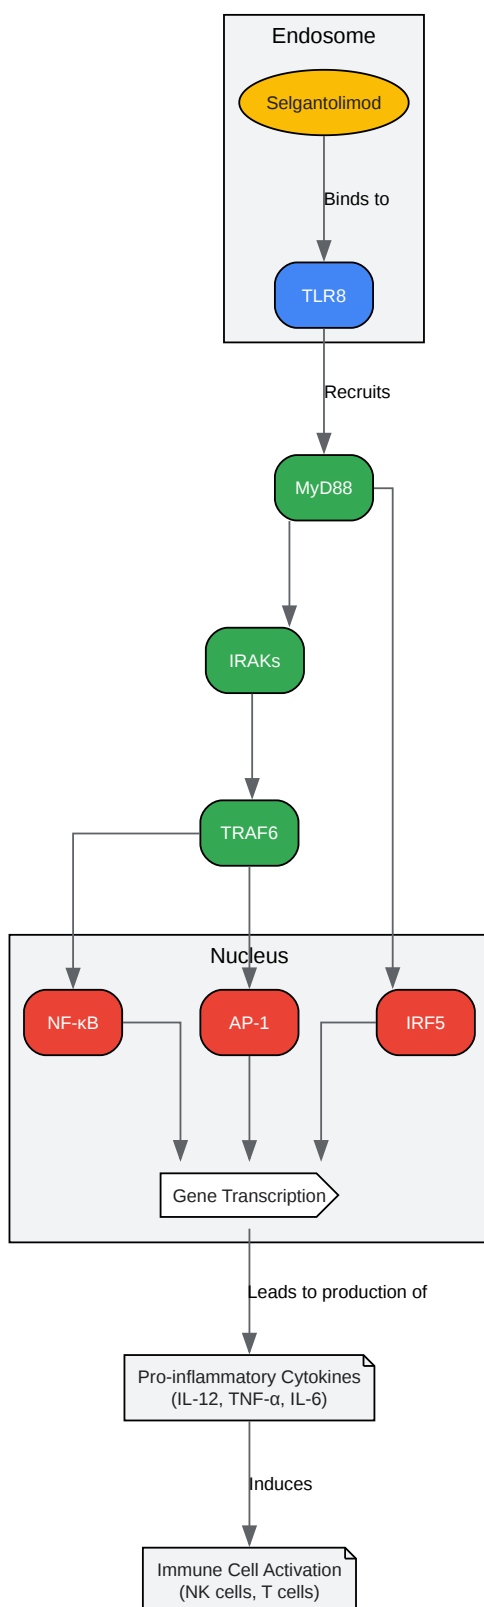 Endosome
Selgantolimod
Binds to
TLR8
Recruits
MyD88
IRAKs
TRAF6
Nucleus
NF-κB
AP-1
IRF5
Gene Transcription
Leads to production of
Pro-inflammatory Cytokines
(IL-12, TNF-α, IL-6)
Induces
Immune Cell Activation
(NK cells, T cells)